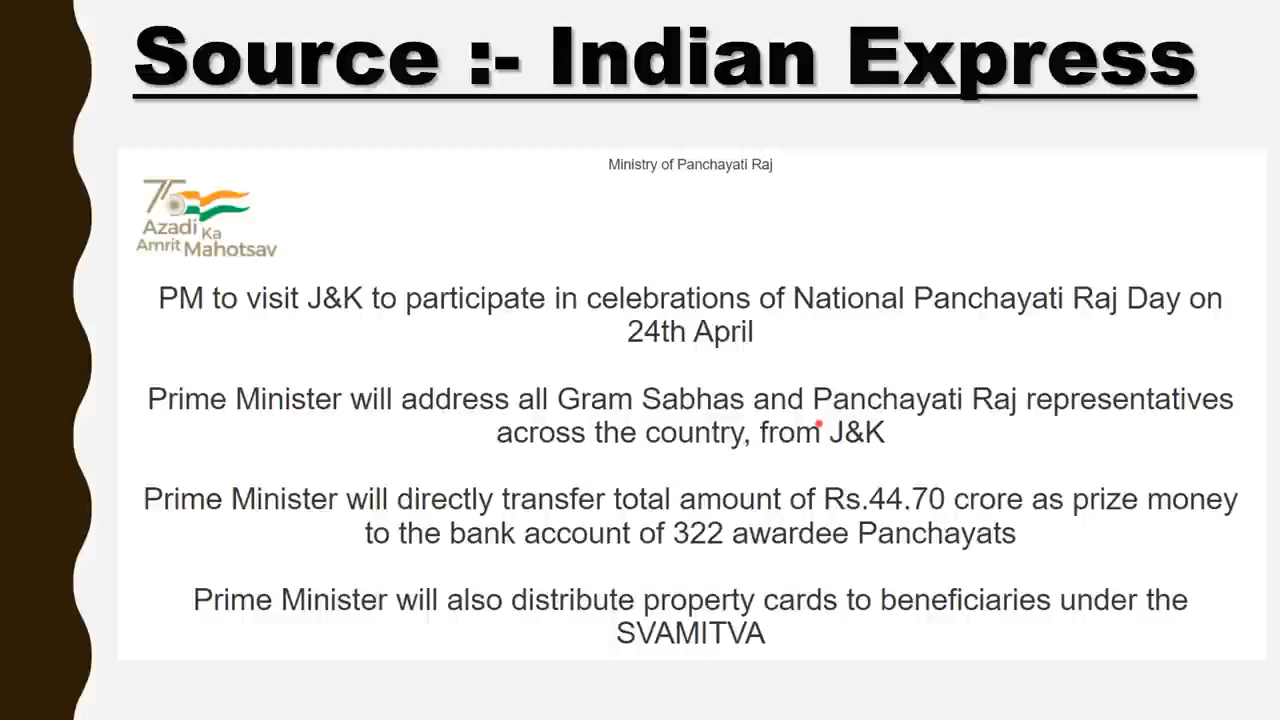 Source :- Indian Express
Ministry of Panchayati Raj
75
Azadi Ka
Amrit Mahotsav
PM to visit J&K to participate in celebrations of National Panchayati Raj Day on
24th April
Prime Minister will address all Gram Sabhas and Panchayati Raj representatives
across the country, from J&K
Prime Minister will directly transfer total amount of Rs.44.70 crore as prize money
to the bank account of 322 awardee Panchayats
Prime Minister will also distribute property cards to beneficiaries under the
SVAMITVA